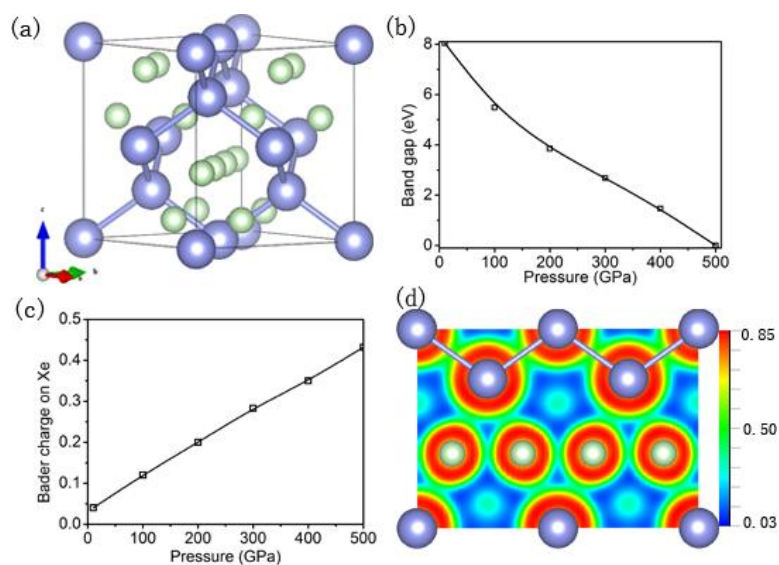 (a)
c
b
(b)
8
6
4
2
0
Band gap (eV)
100 200 300 400 500
Pressure (GPa)
(c)
0.5
0.4
0.3
0.2
0.1
0.0
Bader charge on Xe
0 100 200 300 400 500
Pressure (GPa)
(d)
0.85
0.50
0.03